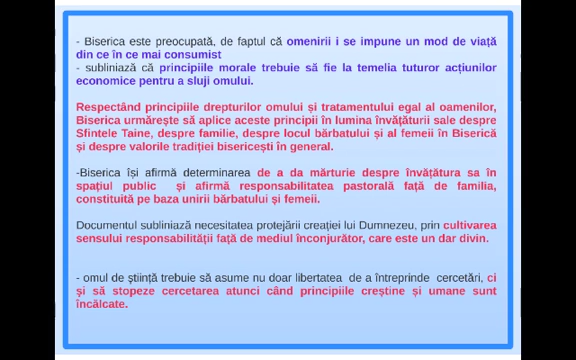 - Biserica este preocupată, de faptul că omenirii i se impune un mod de viață
din ce în ce mai consumist
- subliniază că principiile morale trebuie să fie la temelia tuturor acțiunilor
economice pentru a sluji omului.
Respectând principiile drepturilor omului și tratamentului egal al oamenilor,
Biserica urmărește să aplice aceste principii în lumina învățăturii sale despre
Sfintele Taine, despre familie, despre locul bărbatului și al femeii în Biserică
și despre valorile tradiției bisericești în general.
-Biserica își afirmă determinarea de a da mărturie despre învățătura sa în
spațiul public și afirmă responsabilitatea pastorală față de familia,
constituită pe baza unirii bărbatului și femeii.
Documentul subliniază necesitatea protejării creației lui Dumnezeu, prin cultivarea
sensului responsabilității față de mediul înconjurător, care este un dar divin.
- omul de știință trebuie să asume nu doar libertatea de a întreprinde cercetări, ci
și să stopeze cercetarea atunci când principiile creștine și umane sunt
încălcate.